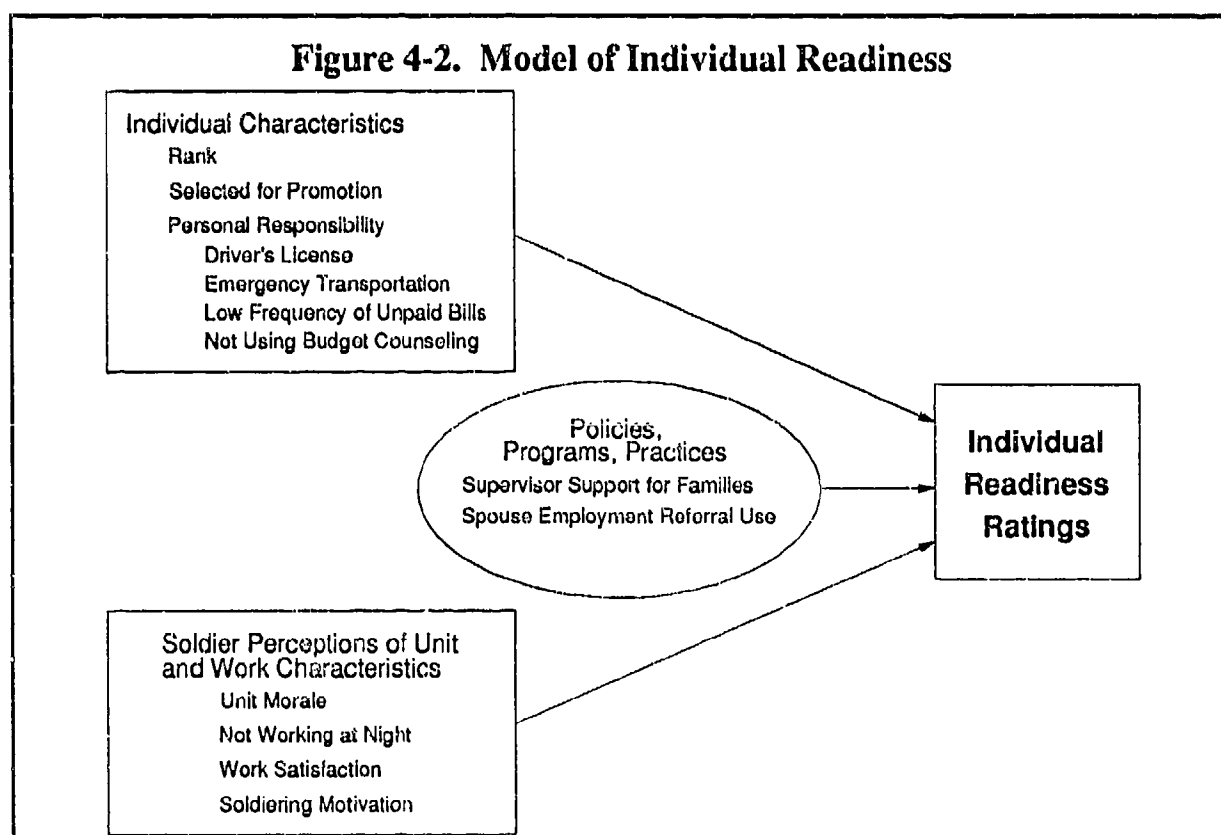 Figure 4-2. Model of Individual Readiness
Individual Characteristics
Rank
Selected for Promotion
Personal Responsibility
Driver's License
Emergency Transportation
Low Frequency of Unpaid Bills
Not Using Budget Counseling
Policies,
Programs, Practices
Supervisor Support for Families
Spouse Employment Referral Use
Individual
Readiness
Ratings
Soldier Perceptions of Unit
and Work Characteristics
Unit Morale
Not Working at Night
Work Satisfaction
Soldiering Motivation